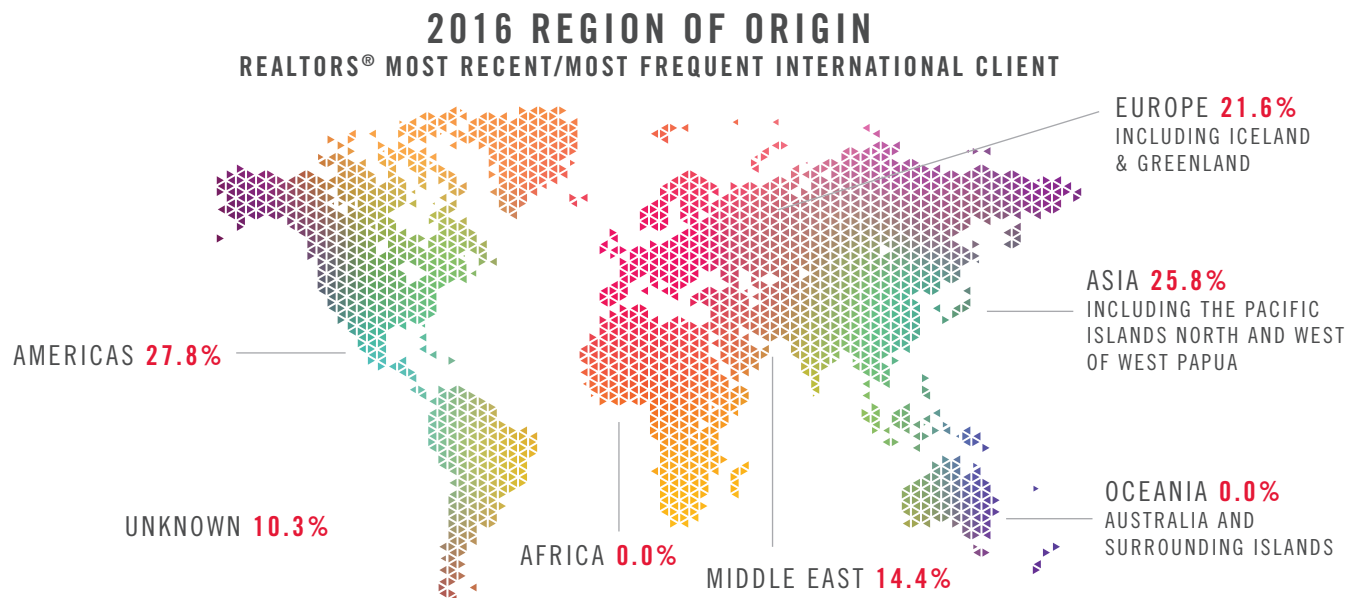 2016 REGION OF ORIGIN
REALTORS® MOST RECENT/MOST FREQUENT INTERNATIONAL CLIENT
EUROPE 21.6%
INCLUDING ICELAND
& GREENLAND
ASIA 25.8%
INCLUDING THE PACIFIC
ISLANDS NORTH AND WEST
OF WEST PAPUA
AMERICAS 27.8%
OCEANIA 0.0%
AUSTRALIA AND
SURROUNDING ISLANDS
UNKNOWN 10.3%
AFRICA 0.0%
MIDDLE EAST 14.4%